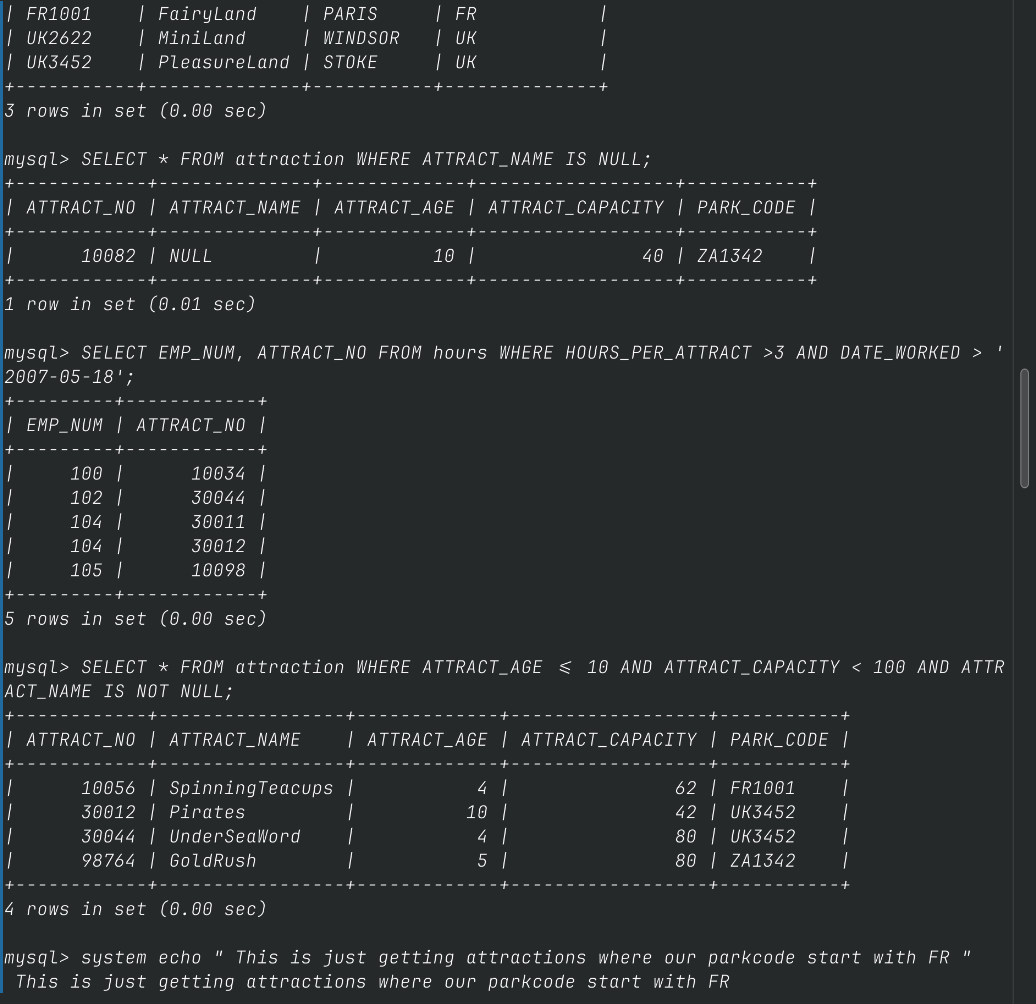 | FR1001    | FairyLand    | PARIS     | FR           |
| UK2622    | MiniLand     | WINDSOR   | UK           |
| UK3452    | PleasureLand | STOKE     | UK           |
+-----------+--------------+-----------+--------------+
3 rows in set (0.00 sec)

mysql> SELECT * FROM attraction WHERE ATTRACT_NAME IS NULL;
+------------+--------------+-------------+------------------+-----------+
| ATTRACT_NO | ATTRACT_NAME | ATTRACT_AGE | ATTRACT_CAPACITY | PARK_CODE |
+------------+--------------+-------------+------------------+-----------+
|      10082 | NULL         |          10 |               40 | ZA1342    |
+------------+--------------+-------------+------------------+-----------+
1 row in set (0.01 sec)

mysql> SELECT EMP_NUM, ATTRACT_NO FROM hours WHERE HOURS_PER_ATTRACT >3 AND DATE_WORKED > '
2007-05-18';
+---------+------------+
| EMP_NUM | ATTRACT_NO |
+---------+------------+
|     100 |      10034 |
|     102 |      30044 |
|     104 |      30011 |
|     104 |      30012 |
|     105 |      10098 |
+---------+------------+
5 rows in set (0.00 sec)

mysql> SELECT * FROM attraction WHERE ATTRACT_AGE <= 10 AND ATTRACT_CAPACITY < 100 AND ATTR
ACT_NAME IS NOT NULL;
+------------+----------------+-------------+------------------+-----------+
| ATTRACT_NO | ATTRACT_NAME    | ATTRACT_AGE | ATTRACT_CAPACITY | PARK_CODE |
+------------+-----------------+-------------+------------------+-----------+
|      10056 | SpinningTeacups |           4 |               62 | FR1001    |
|      30012 | Pirates         |          10 |               42 | UK3452    |
|      30044 | UnderSeaWord    |           4 |               80 | UK3452    |
|      98764 | GoldRush        |           5 |               80 | ZA1342    |
+------------+-----------------+-------------+------------------+-----------+
4 rows in set (0.00 sec)

mysql> system echo " This is just getting attractions where our parkcode start with FR "
 This is just getting attractions where our parkcode start with FR